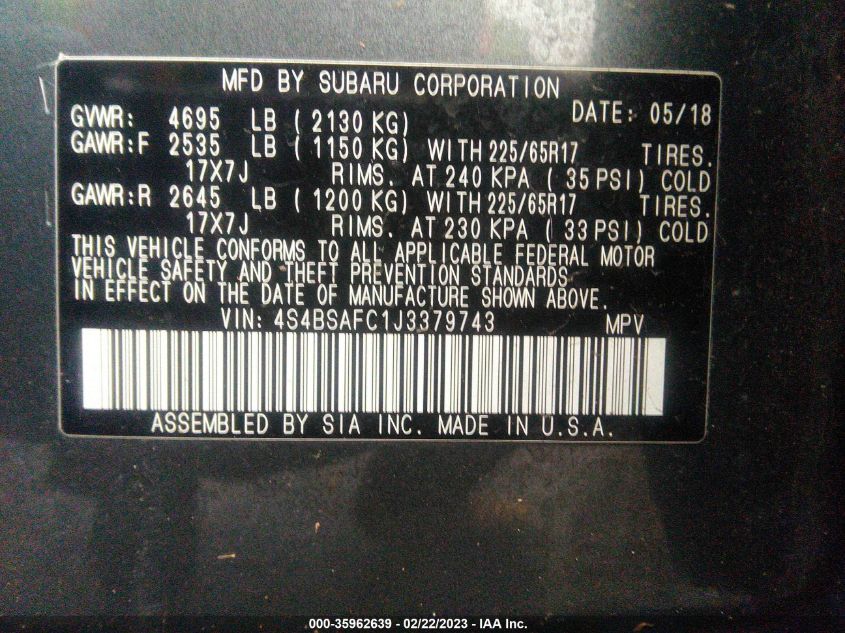 MFD BY SUBARU CORPORATION
DATE: 05/18
GVWR: 4695 LB ( 2130 KG)
GAWR:F 2535 LB ( 1150 KG) WITH 225/65R17 TIRES.
17X7J RIMS. AT 240 KPA ( 35 PSI) COLD
GAWR:R 2645 LB ( 1200 KG) WITH 225/65R17 TIRES.
17X7J RIMS. AT 230 KPA ( 33 PSI) COLD
THIS VEHICLE CONFORMS TO ALL APPLICABLE FEDERAL MOTOR
VEHICLE SAFETY AND THEFT PREVENTION STANDARDS
IN EFFECT ON THE DATE OF MANUFACTURE SHOWN ABOVE.
VIN: 4S4BSAFC1J3379743 MPV
ASSEMBLED BY SIA INC. MADE IN U.S.A.
000-35962639 - 02/22/2023 - IAA Inc.